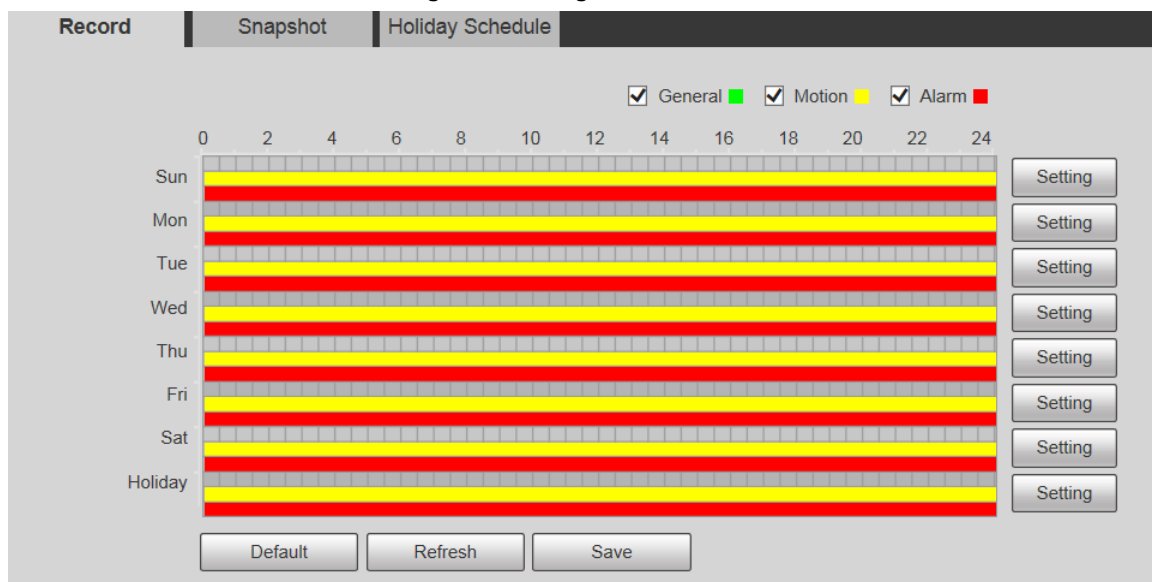 Record Snapshot Holiday Schedule
General Motion Alarm
0 2 4 6 8 10 12 14 16 18 20 22 24
Sun Setting
Mon Setting
Tue Setting
Wed Setting
Thu Setting
Fri Setting
Sat Setting
Holiday Setting
Default Refresh Save